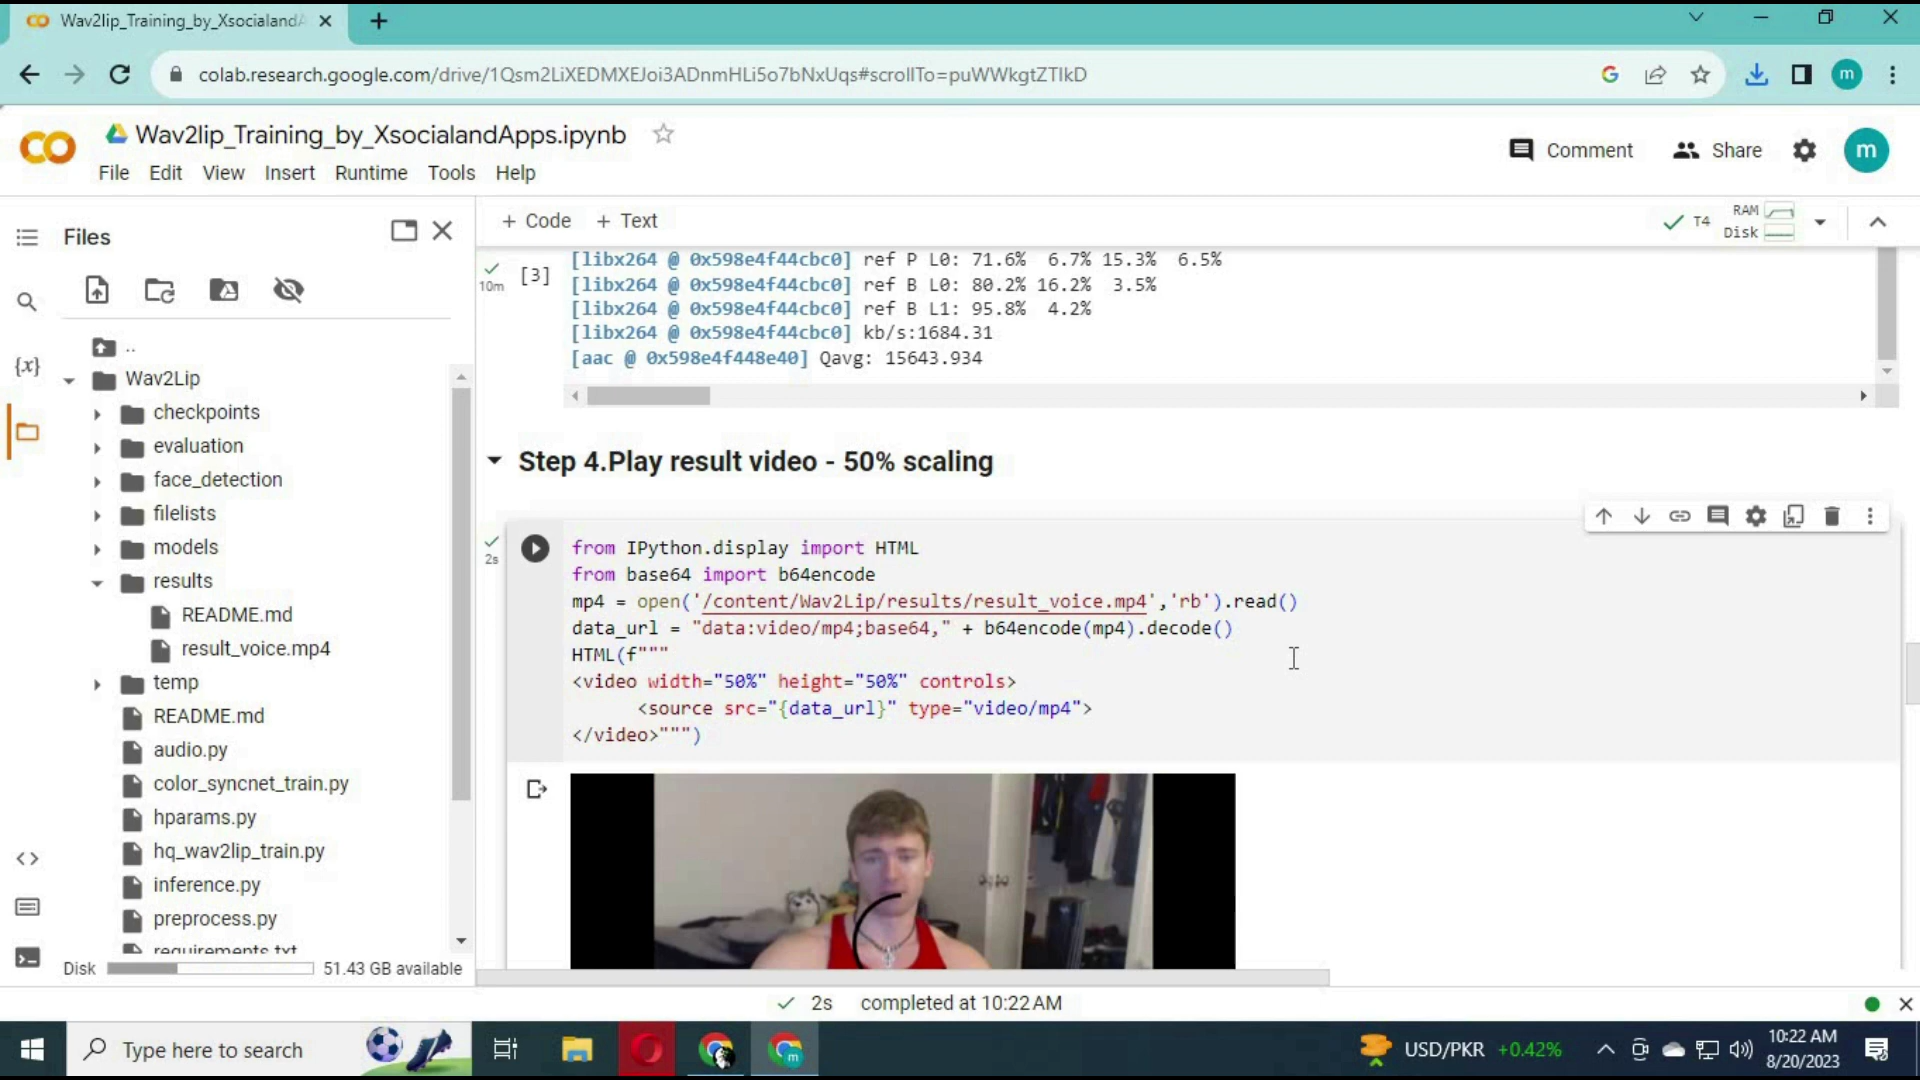 Wav2lip_Training_by_XsocialandA
colab.research.google.com/drive/1Qsm2LiXEDMXEJoi3ADnmHLi5o7bNxUqs#scrollTo=puWWkgtZTIkD
m
Wav2lip_Training_by_XsocialandApps.ipynb
Comment
Share
m
File Edit View Insert Runtime Tools Help
Files
+ Code + Text
T4
RAM
Disk
..
Wav2Lip
checkpoints
evaluation
face_detection
filelists
models
results
README.md
result_voice.mp4
temp
README.md
audio.py
color_syncnet_train.py
hparams.py
hq_wav2lip_train.py
inference.py
preprocess.py
requirements.txt
Disk
51.43 GB available
{x}
10m
[3]
[libx264 @ 0x598e4f44cbc0] ref P L0: 71.6% 6.7% 15.3% 6.5%
[libx264 @ 0x598e4f44cbc0] ref B L0: 80.2% 16.2% 3.5%
[libx264 @ 0x598e4f44cbc0] ref B L1: 95.8% 4.2%
[libx264 @ 0x598e4f44cbc0] kb/s:1684.31
[aac @ 0x598e4f448e40] Qavg: 15643.934
Step 4.Play result video - 50% scaling
2s
from IPython.display import HTML
from base64 import b64encode
mp4 = open('/content/Wav2Lip/results/result_voice.mp4','rb').read()
data_url = "data:video/mp4;base64," + b64encode(mp4).decode()
HTML(f"""
<video width="50%" height="50%" controls>
<source src="{data_url}" type="video/mp4">
</video>""")
2s completed at 10:22 AM
Type here to search
m
USD/PKR +0.42%
10:22 AM
8/20/2023